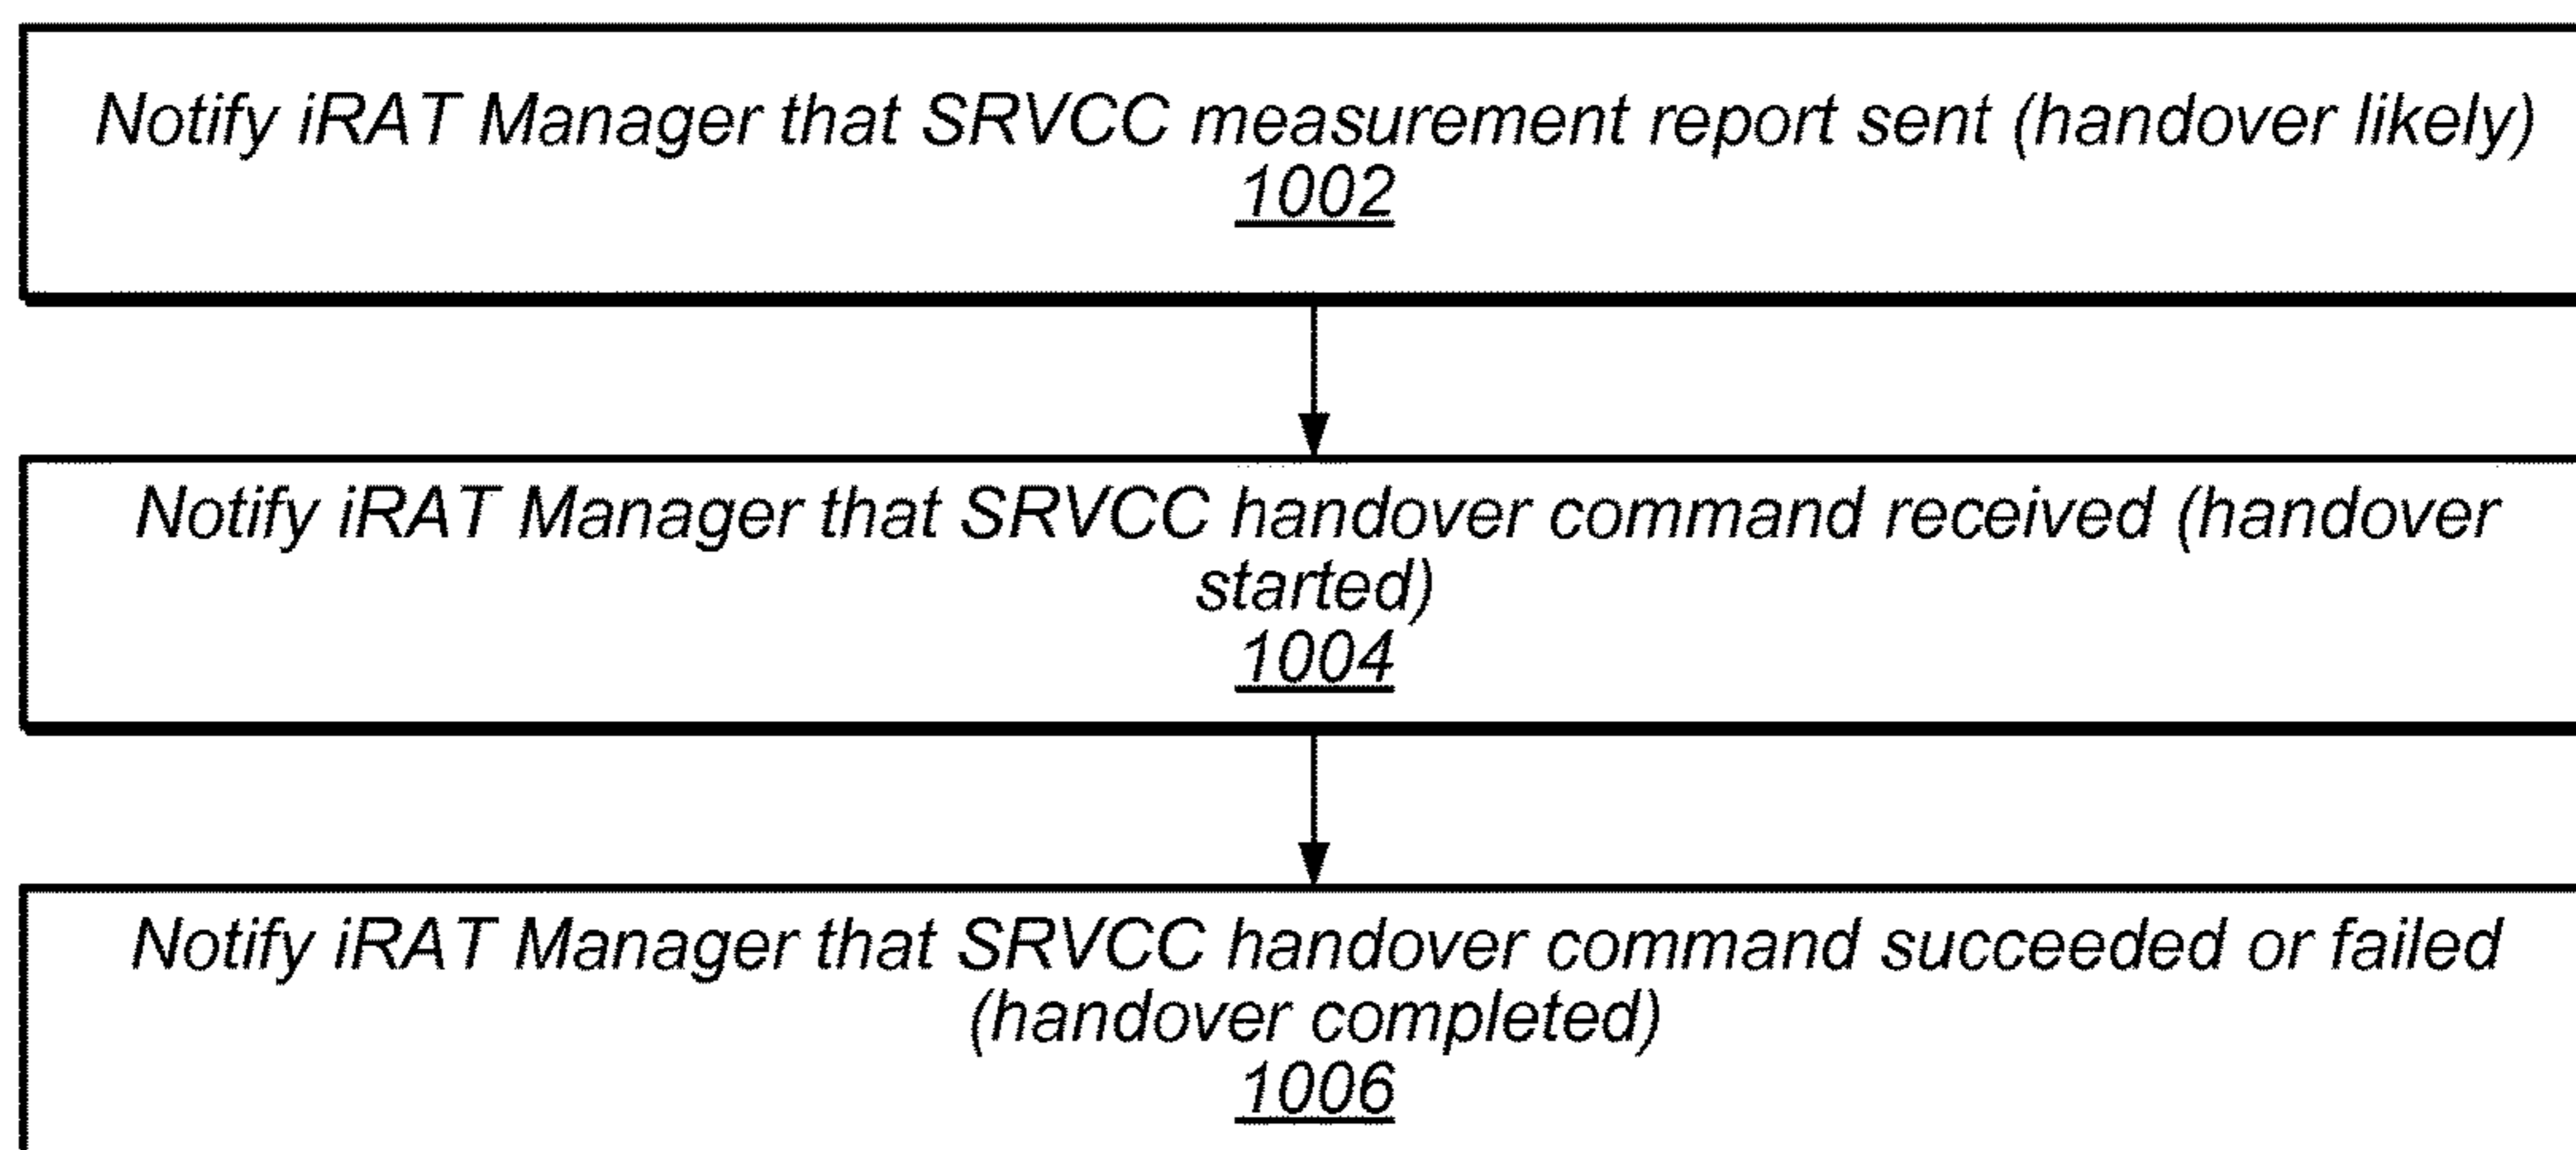 Notify iRAT Manager that SRVCC measurement report sent (handover likely)
1002
Notify iRAT Manager that SRVCC handover command received (handover
started)
1004
Notify iRAT Manager that SRVCC handover command succeeded or failed
(handover completed)
1006